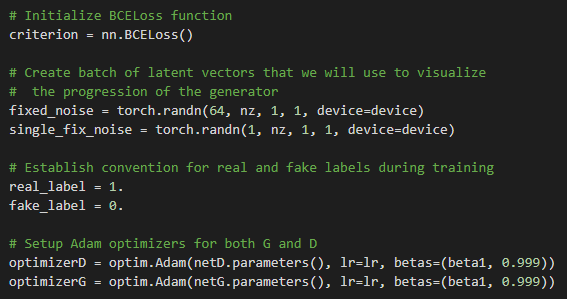 # Initialize BCELoss function
criterion = nn.BCELoss()
# Create batch of latent vectors that we will use to visualize
#  the progression of the generator
fixed_noise = torch.randn(64, nz, 1, 1, device=device)
single_fix_noise = torch.randn(1, nz, 1, 1, device=device)
# Establish convention for real and fake labels during training
real_label = 1.
fake_label = 0.
# Setup Adam optimizers for both G and D
optimizerD = optim.Adam(netD.parameters(), lr=lr, betas=(beta1, 0.999))
optimizerG = optim.Adam(netG.parameters(), lr=lr, betas=(beta1, 0.999))